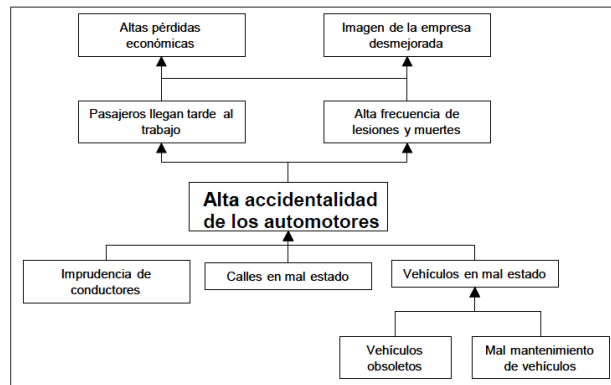 Altas pérdidas
económicas
Imagen de la empresa
desmejorada
Pasajeros llegan tarde al
trabajo
Alta frecuencia de
lesiones y muertes
Alta accidentalidad
de los automotores
Imprudencia de
conductores
Calles en mal estado
Vehículos en mal estado
Vehículos
obsoletos
Mal mantenimiento
de vehículos